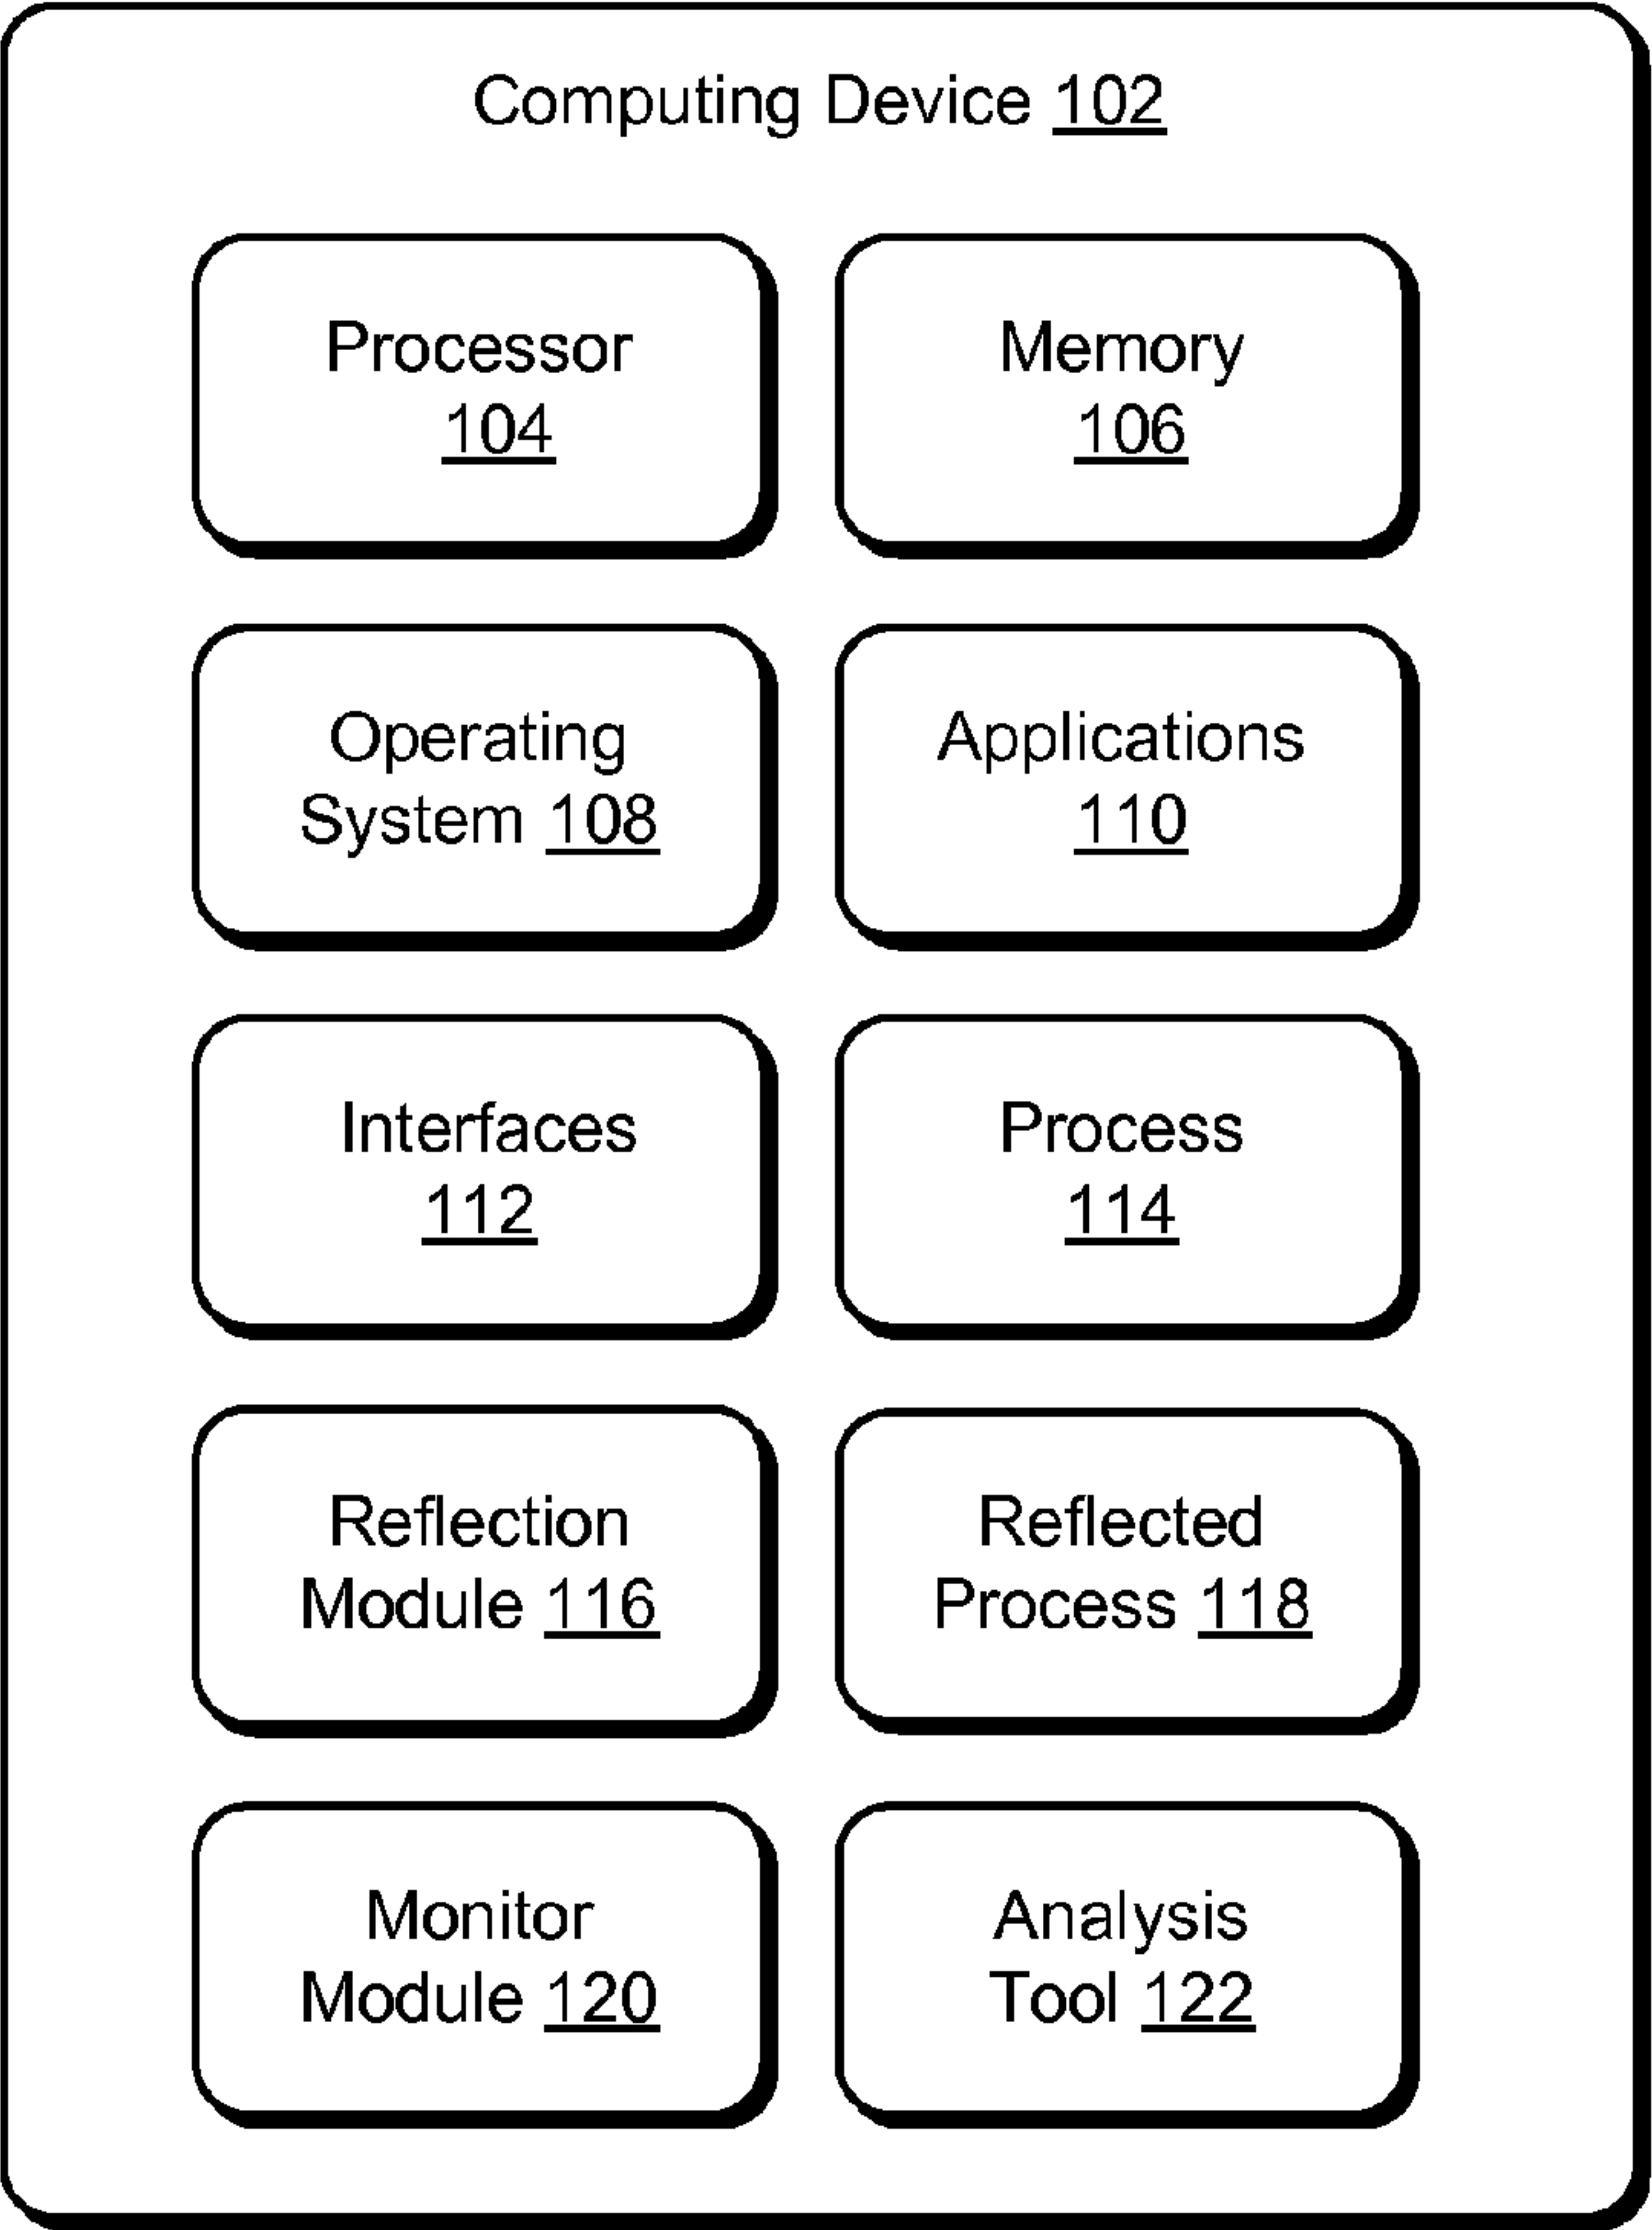 Computing Device 102
Processor
104
Memory
106
Operating
System 108
Applications
110
Interfaces
112
Process
114
Reflection
Module 116
Reflected
Process 118
Monitor
Module 120
Analysis
Tool 122